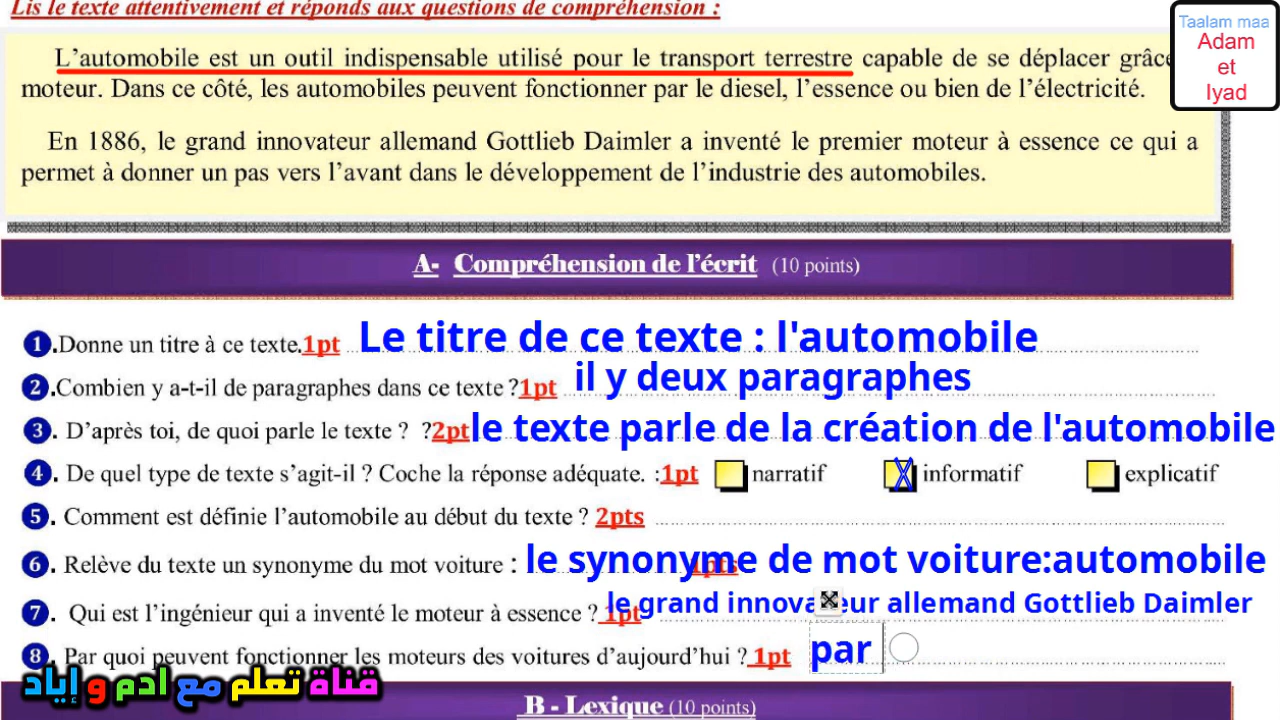 Lis le texte attentivement et réponds aux questions de compréhension :
Taalam maa
Adam
et
Iyad
L'automobile est un outil indispensable utilisé pour le transport terrestre capable de se déplacer grâce
moteur. Dans ce côté, les automobiles peuvent fonctionner par le diesel, l'essence ou bien de l'électricité.
En 1886, le grand innovateur allemand Gottlieb Daimler a inventé le premier moteur à essence ce qui a
permet à donner un pas vers l'avant dans le développement de l'industrie des automobiles.
A- Compréhension de l'écrit (10 points)
1.Donne un titre à ce texte.1pt Le titre de ce texte : l'automobile
2.Combien y a-t-il de paragraphes dans ce texte ?1pt il y deux paragraphes
3. D'après toi, de quoi parle le texte ? ?2pt le texte parle de la création de l'automobile
4. De quel type de texte s'agit-il ? Coche la réponse adéquate. :1pt narratif X informatif explicatif
5. Comment est définie l'automobile au début du texte ? 2pts
6. Relève du texte un synonyme du mot voiture : le synonyme de mot voiture:automobile
7. Qui est l'ingénieur qui a inventé le moteur à essence ? 1pt le grand innovateur allemand Gottlieb Daimler
8. Par quoi peuvent fonctionner les moteurs des voitures d'aujourd'hui ? 1pt par
قناة تعلم مع ادم و إياد
B - Lexique (10 points)